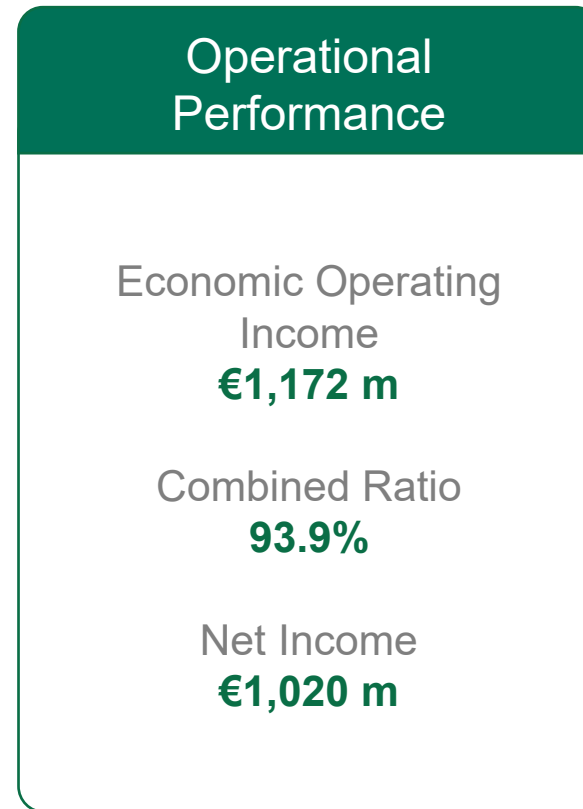 Operational
Performance
Economic Operating
Income
€1,172 m
Combined Ratio
93.9%
Net Income
€1,020 m